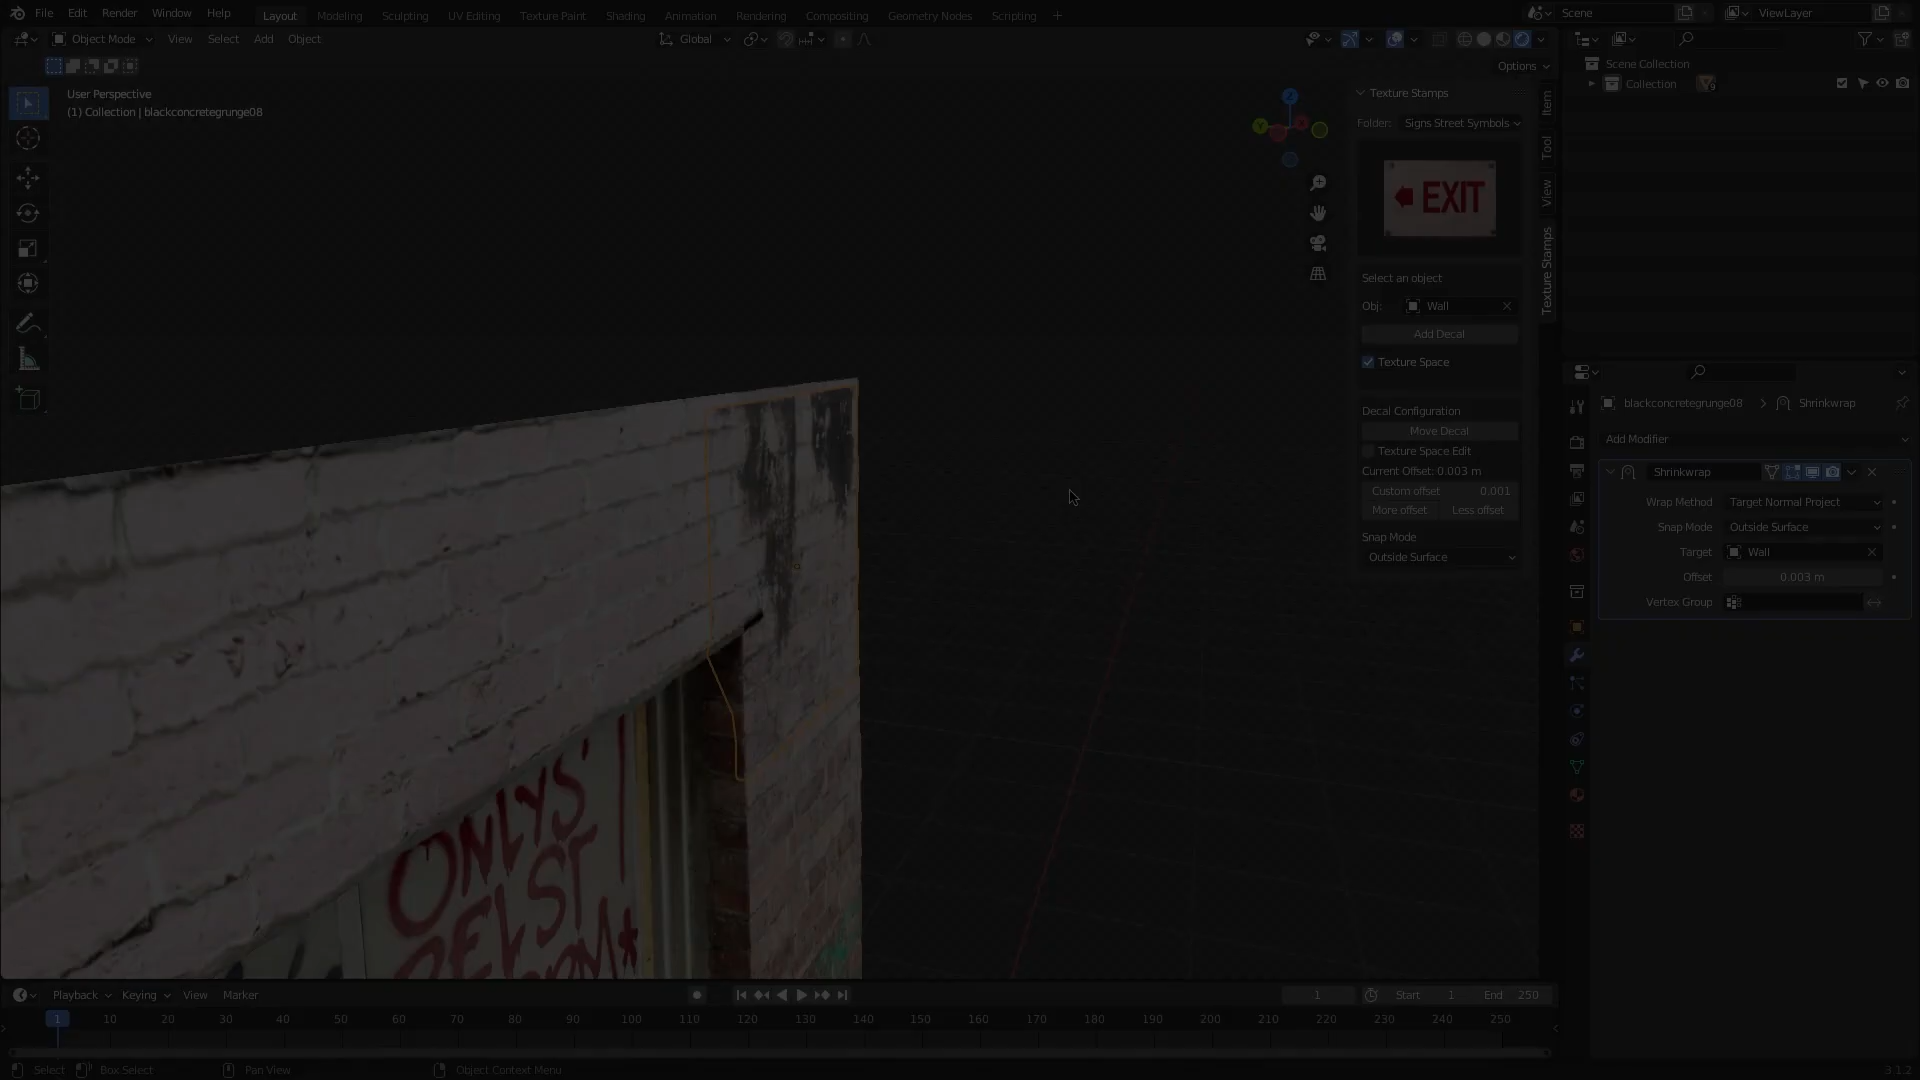 File Edit Render Window Help Layout Modeling Sculpting UV Editing Texture Paint Shading Animation Rendering Compositing Geometry Nodes Scripting + Scene ViewLayer
Object Mode View Select Add Object Global
Options
User Perspective
(1) Collection | blackconcretegrunge08
Texture Stamps
Folder: Signs Street Symbols
EXIT
Select an object
Obj: Wall
Add Decal
Texture Space
Decal Configuration
Move Decal
Texture Space Edit
Current Offset: 0.003 m
Custom offset 0.001
More offset Less offset
Snap Mode
Outside Surface
Item
Tool
View
Texture Stamps
Scene Collection
Collection 9
blackconcretegrunge08 > Shrinkwrap
Add Modifier
Shrinkwrap
Wrap Method Target Normal Project
Snap Mode Outside Surface
Target Wall
Offset 0.003 m
Vertex Group
ONLYS'
Playback Keying View Marker 1 Start 1 End 250
1 10 20 30 40 50 60 70 80 90 100 110 120 130 140 150 160 170 180 190 200 210 220 230 240 250
Select Box Select Pan View Object Context Menu 3.1.2